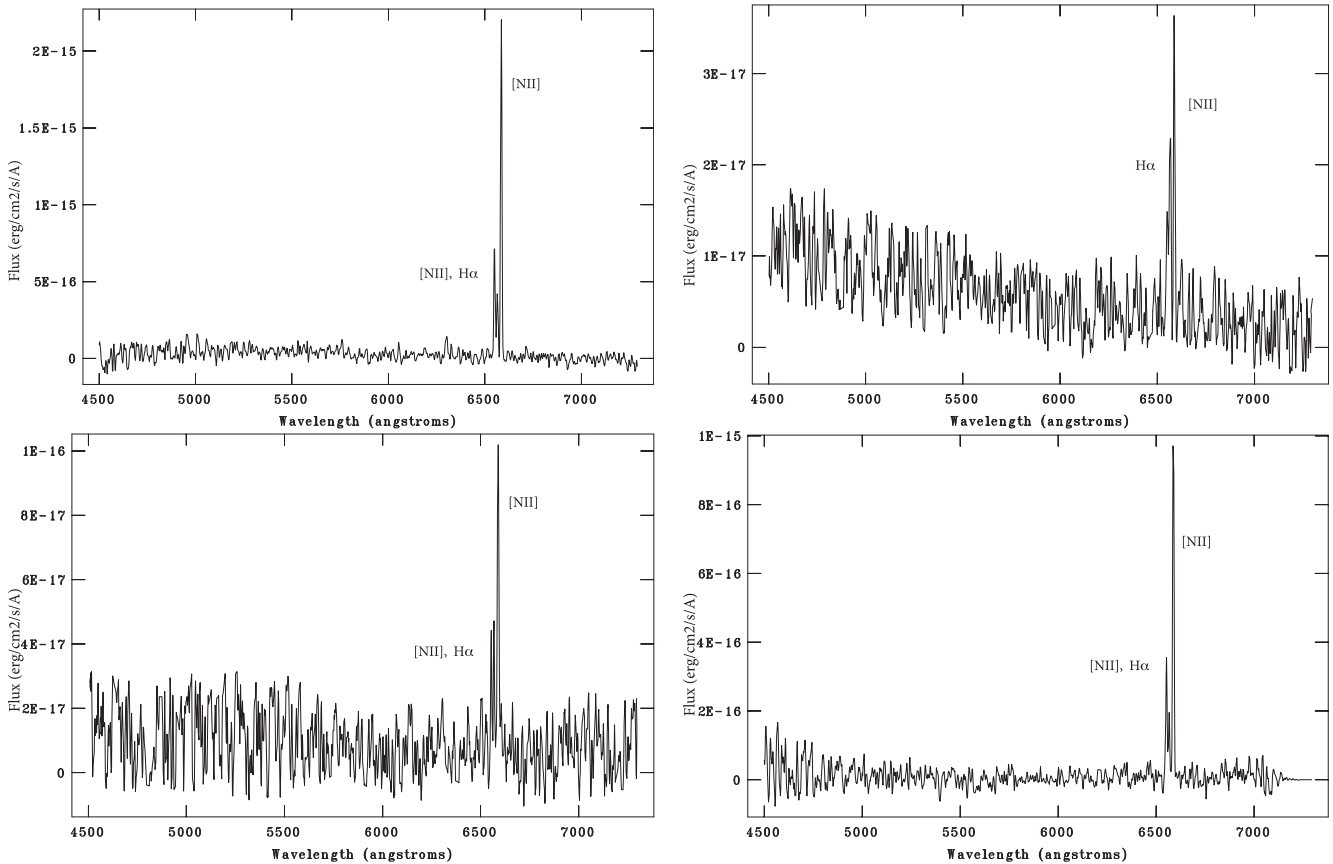 2E-15
1.5E-15
1E-15
5E-16
0
Flux (erg/cm2/s/A)
[NII]
[NII], Hα
4500 5000 5500 6000 6500 7000
Wavelength (angstroms)
3E-17
2E-17
1E-17
0
Flux (erg/cm2/s/A)
[NII]
Hα
4500 5000 5500 6000 6500 7000
Wavelength (angstroms)
1E-16
8E-17
6E-17
4E-17
2E-17
0
Flux (erg/cm2/s/A)
[NII]
[NII], Hα
4500 5000 5500 6000 6500 7000
Wavelength (angstroms)
1E-15
8E-16
6E-16
4E-16
2E-16
0
Flux (erg/cm2/s/A)
[NII]
[NII], Hα
4500 5000 5500 6000 6500 7000
Wavelength (angstroms)